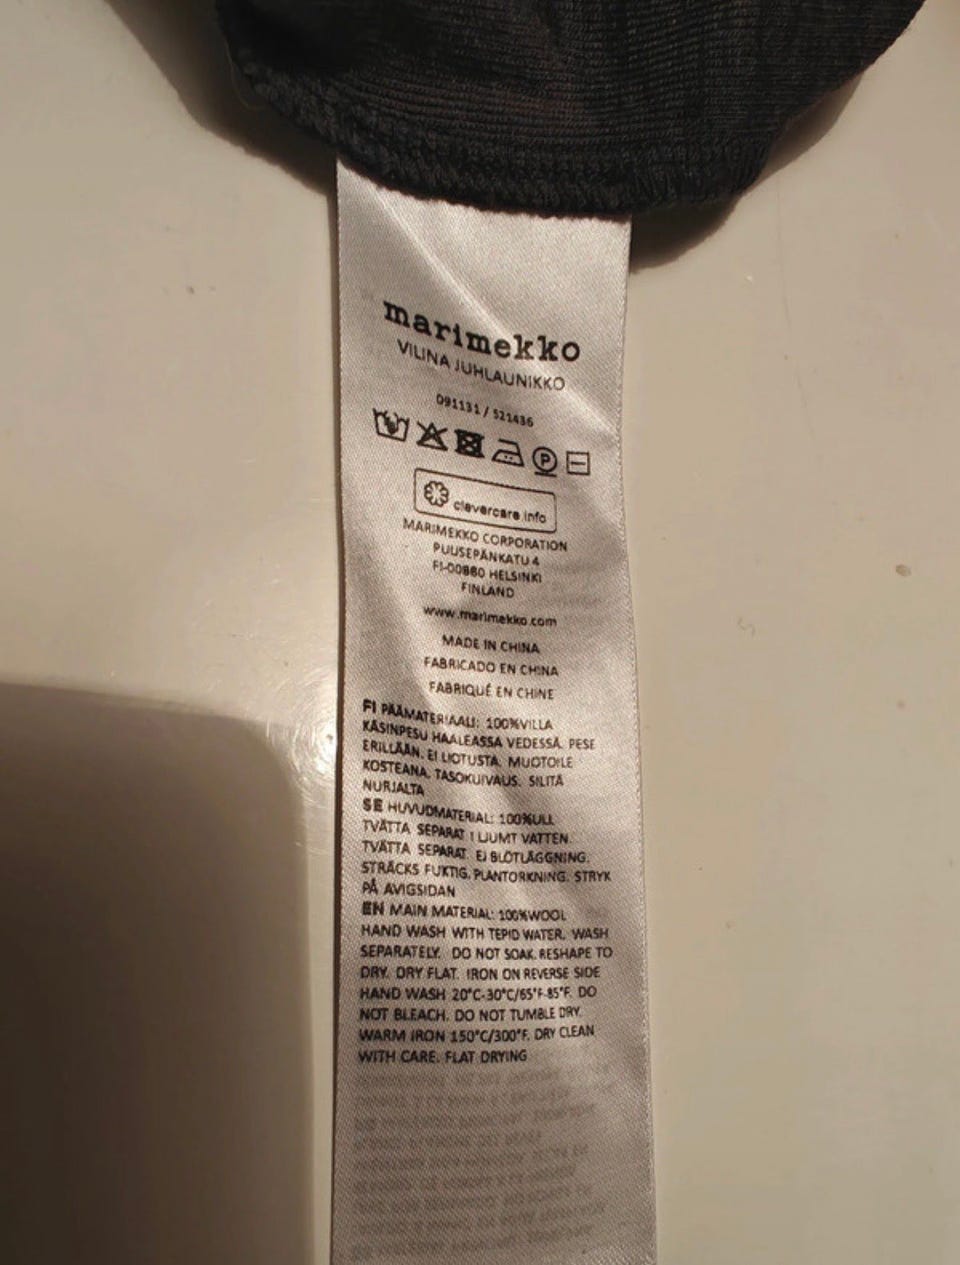 marimekko
VILINA JUHLAUNIKKO
091131 / 521436
P
clevercare.info
MARIMEKKO CORPORATION
PUUSEPÄNKATU 4
FI-00880 HELSINKI
FINLAND
www.marimekko.com
MADE IN CHINA
FABRICADO EN CHINA
FABRIQUÉ EN CHINE
FI PÄÄMATERIAALI: 100%VILLA
KÄSINPESU HAALEASSA VEDESSÄ. PESE
ERILLÄÄN. EI LIOTUSTA. MUOTOILE
KOSTEANA. TASOKUIVAUS. SILITÄ
NURJALTA
SE HUVUDMATERIAL: 100%ULL
TVÄTTA SEPARAT I LJUMT VATTEN.
TVÄTTA SEPARAT. EJ BLÖTLÄGGNING.
STRÄCKS FUKTIG. PLANTORKNING. STRYK
PÅ AVIGSIDAN
EN MAIN MATERIAL: 100%WOOL
HAND WASH WITH TEPID WATER. WASH
SEPARATELY. DO NOT SOAK. RESHAPE TO
DRY. DRY FLAT. IRON ON REVERSE SIDE
HAND WASH 20°C-30°C/65°F-85°F. DO
NOT BLEACH. DO NOT TUMBLE DRY.
WARM IRON 150°C/300°F. DRY CLEAN
WITH CARE. FLAT DRYING